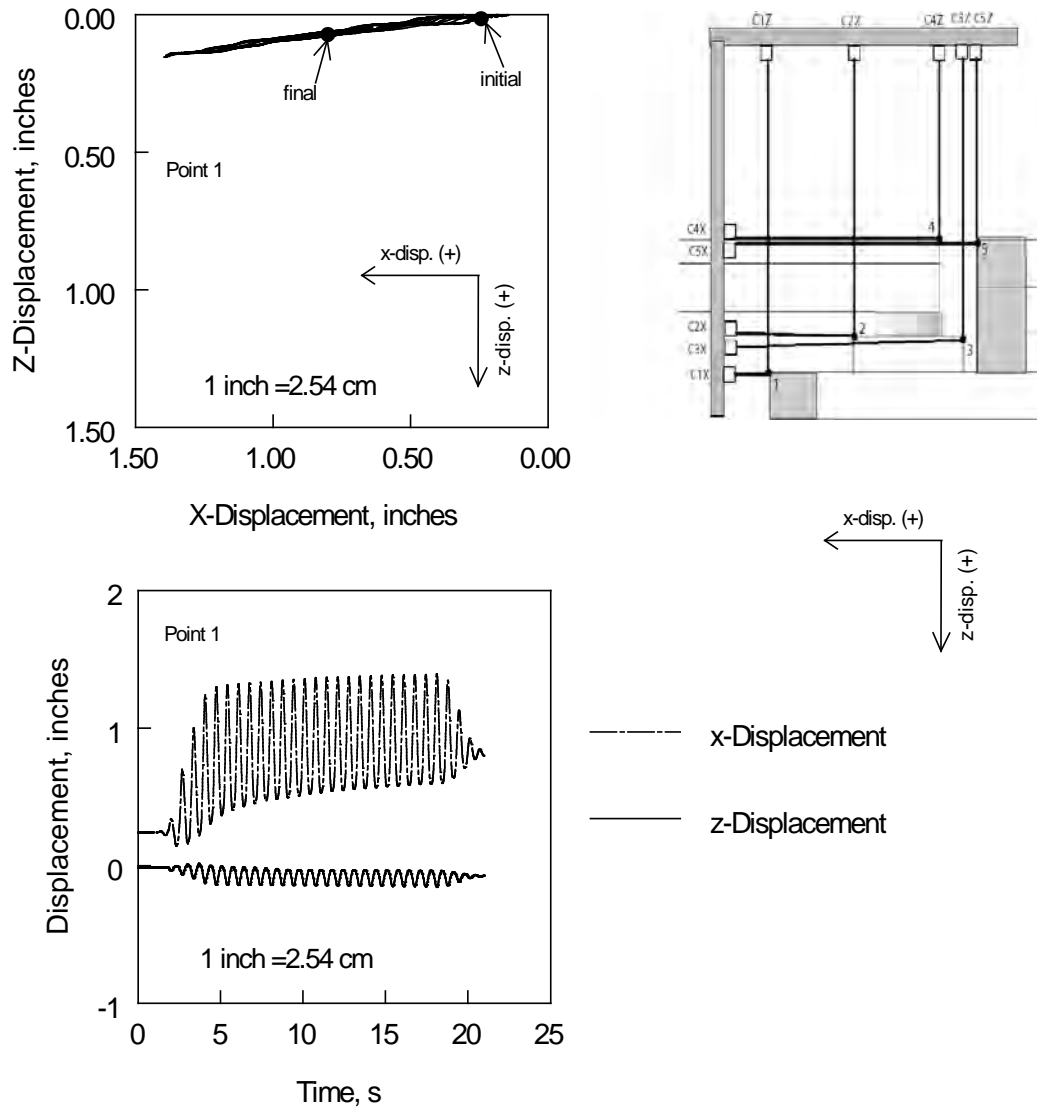 0.00
0.50
1.00
1.50
Z-Displacement, inches
final
initial
Point 1
x-disp. (+)
z-disp. (+)
1 inch =2.54 cm
1.50
1.00
0.50
0.00
X-Displacement, inches
C1Z
C2Z
C4Z
C3Z
C5Z
C4X
C5X
C2X
C3X
C1X
4
5
2
3
1
x-disp. (+)
z-disp. (+)
2
1
0
-1
Displacement, inches
Point 1
1 inch =2.54 cm
0
5
10
15
20
25
Time, s
x-Displacement
z-Displacement